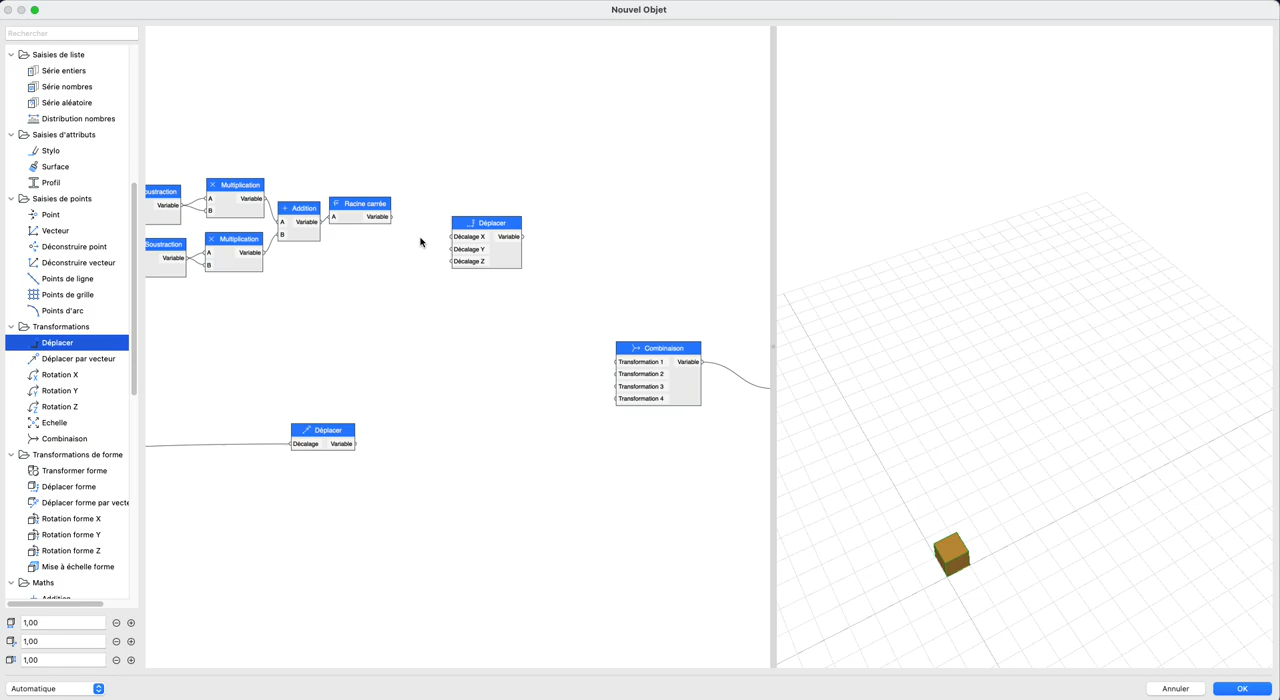 Nouvel Objet
Rechercher
Saisies de liste
Série entiers
Série nombres
Série aléatoire
Distribution nombres
Saisies d'attributs
Stylo
Surface
Profil
Saisies de points
Point
Vecteur
Déconstruire point
Déconstruire vecteur
Points de ligne
Points de grille
Points d'arc
Transformations
Déplacer
Déplacer par vecteur
Rotation X
Rotation Y
Rotation Z
Echelle
Combinaison
Transformations de forme
Transformer forme
Déplacer forme
Déplacer forme par vecte
Rotation forme X
Rotation forme Y
Rotation forme Z
Mise à échelle forme
Maths
Addition
1,00
1,00
1,00
Automatique
oustraction
Variable
Soustraction
Variable
Multiplication
A Variable
B
Multiplication
A Variable
B
Addition
A Variable
B
Racine carrée
A Variable
Déplacer
Décalage X Variable
Décalage Y
Décalage Z
Combinaison
Transformation 1 Variable
Transformation 2
Transformation 3
Transformation 4
Déplacer
Décalage Variable
Annuler
OK